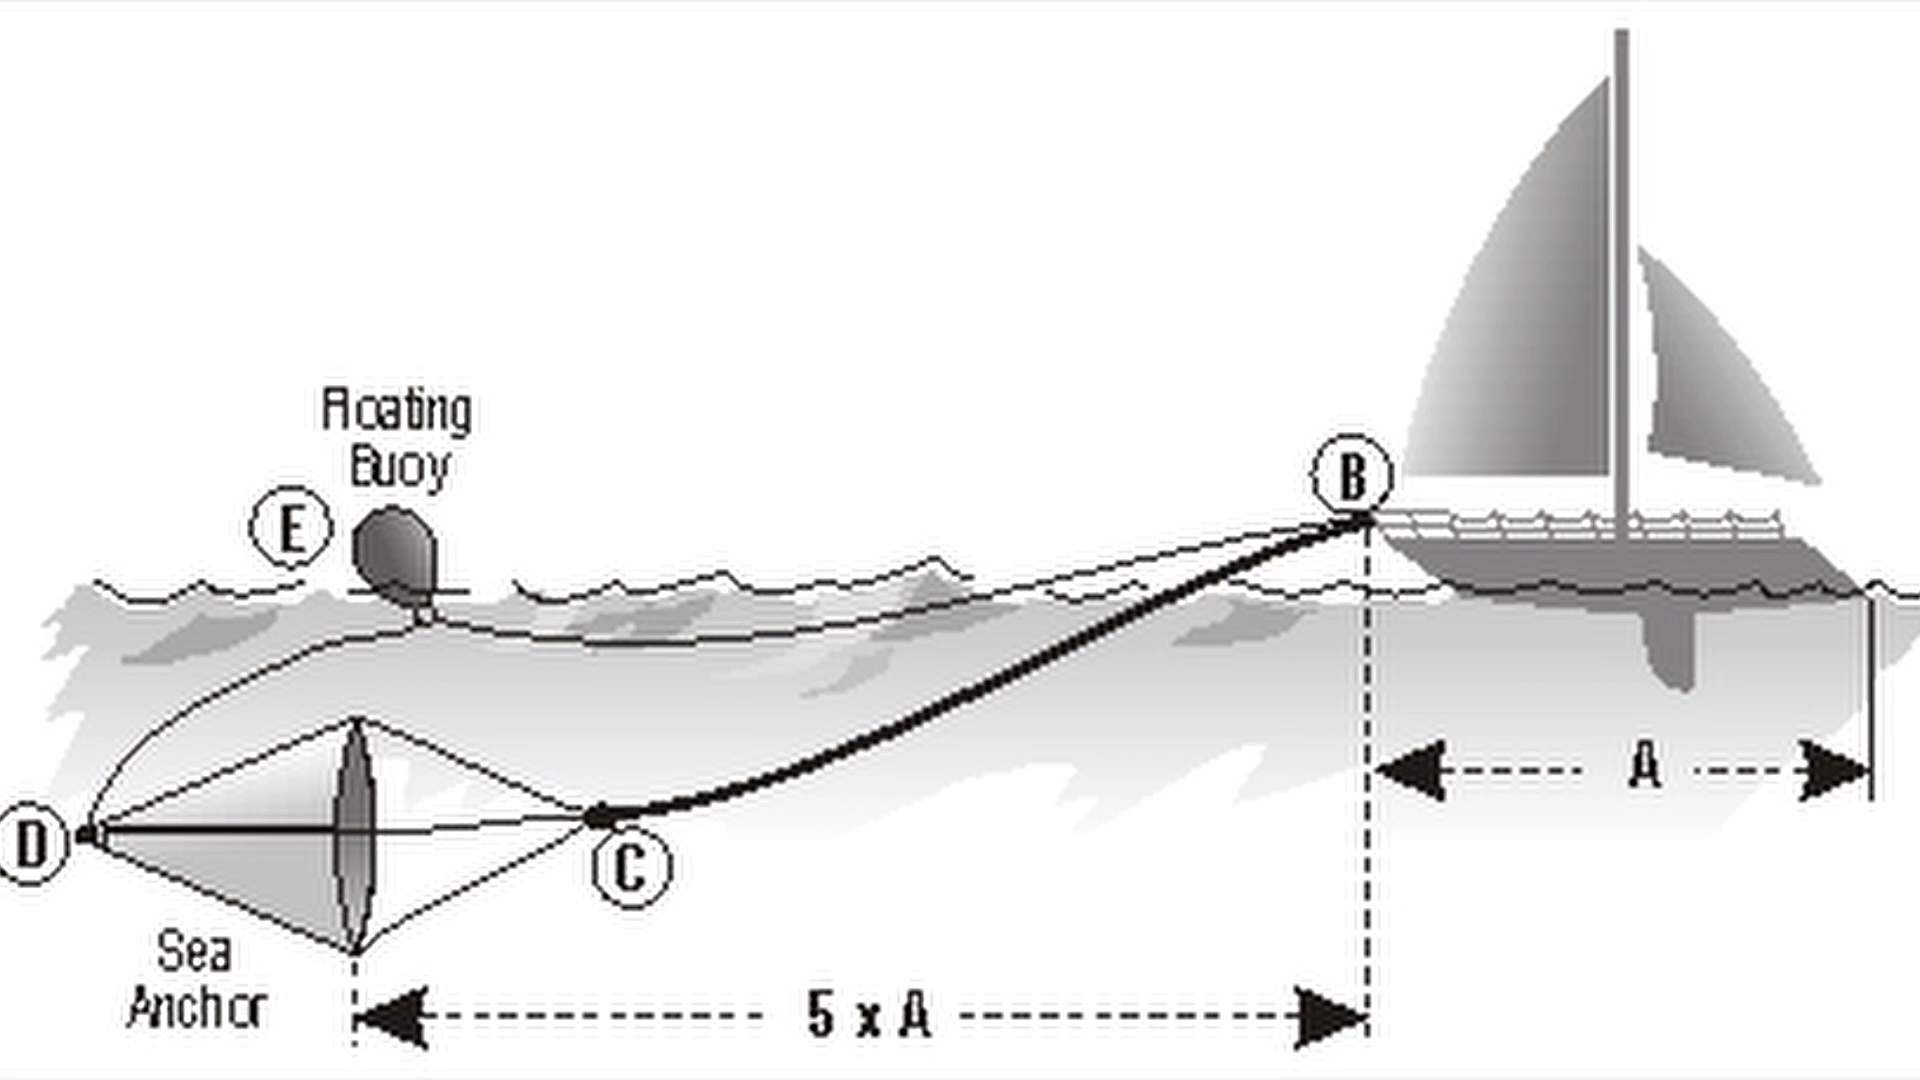 Floating
Buoy
E
B
A
D
C
Sea
Anchor
5 x A